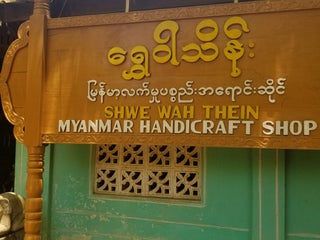 ရွှေဝါသိန်း
မြန်မာ့လက်မှုပစ္စည်းအရောင်းဆိုင်
SHWE WAH THEIN
MYANMAR HANDICRAFT SHOP